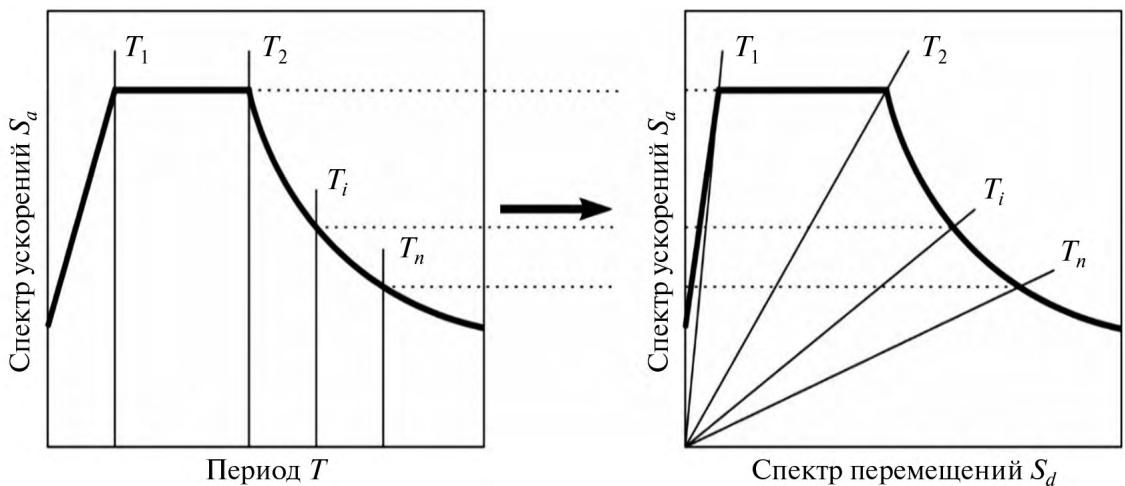 Спектр ускорений Sa
T1
T2
Ti
Tn
Период T
Спектр ускорений Sa
T1
T2
Ti
Tn
Спектр перемещений Sd